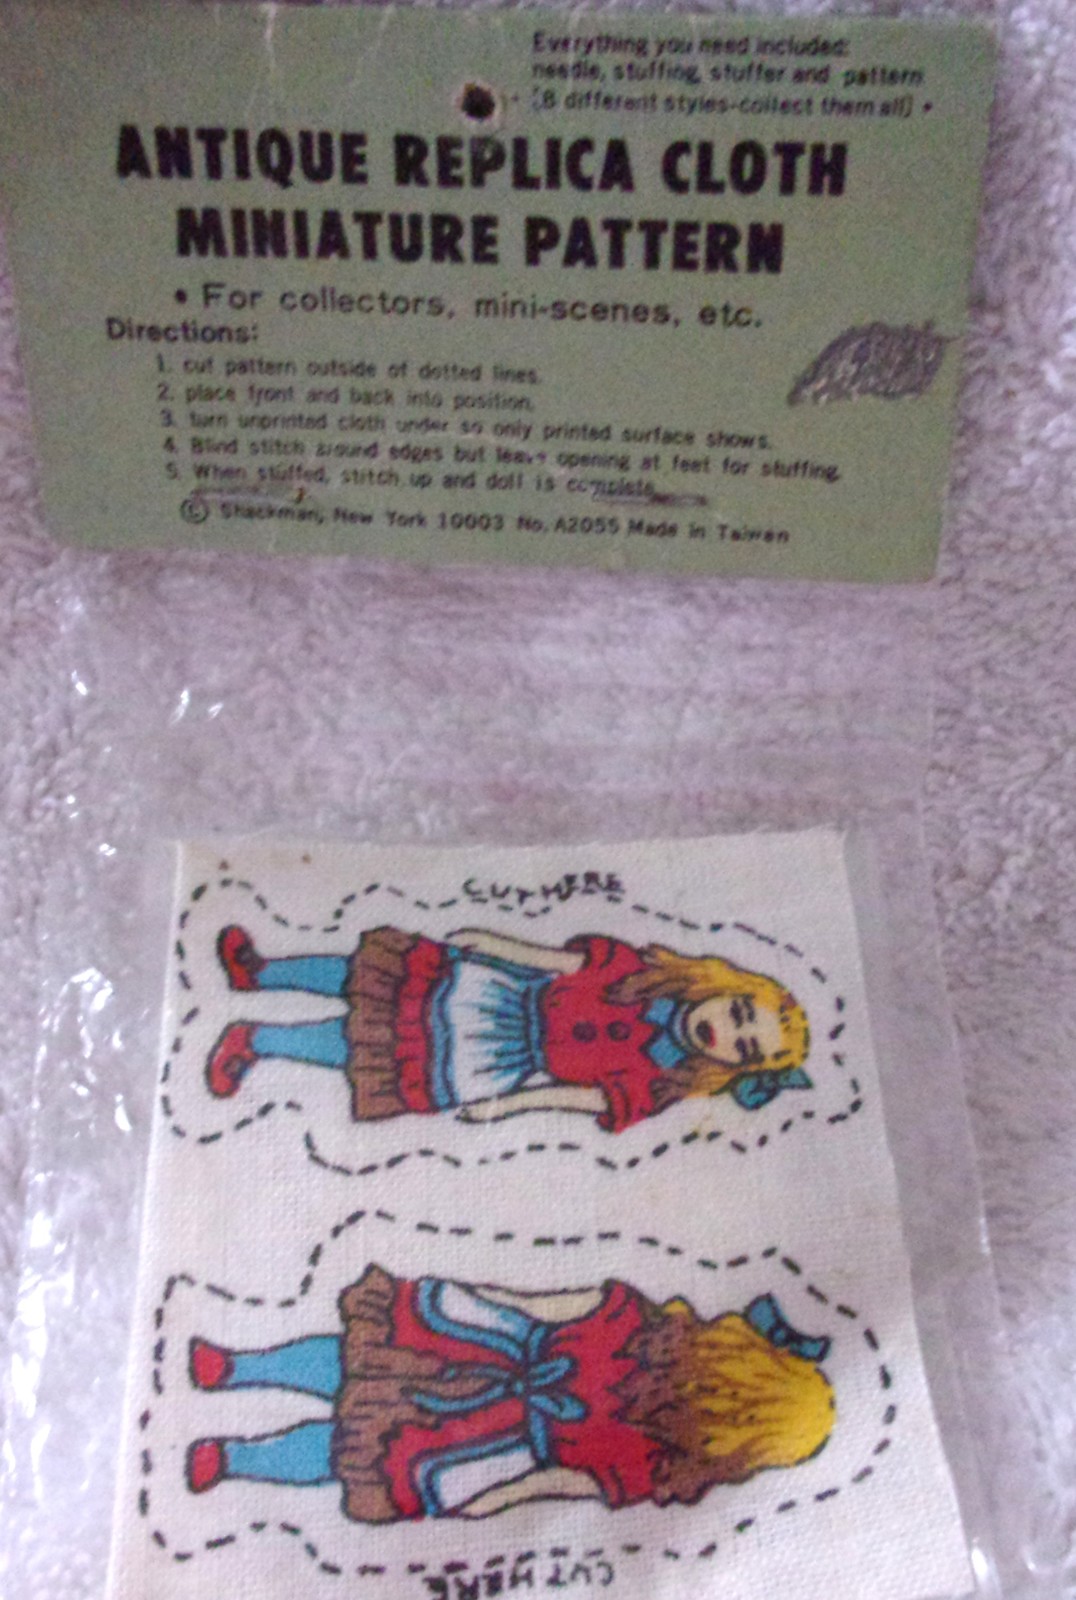 Everything you need included:
needle, stuffing, stuffer and pattern
(8 different styles-collect them all)
ANTIQUE REPLICA CLOTH
MINIATURE PATTERN
• For collectors, mini-scenes, etc.
Directions:
1. cut pattern outside of dotted lines.
2. place front and back into position.
3. turn unprinted cloth under so only printed surface shows.
4. Blind stitch around edges but leave opening at feet for stuffing.
5. When stuffed, stitch up and doll is complete.
© Shackman, New York 10003 No. A2055 Made in Taiwan
CUT HERE
CUT HERE